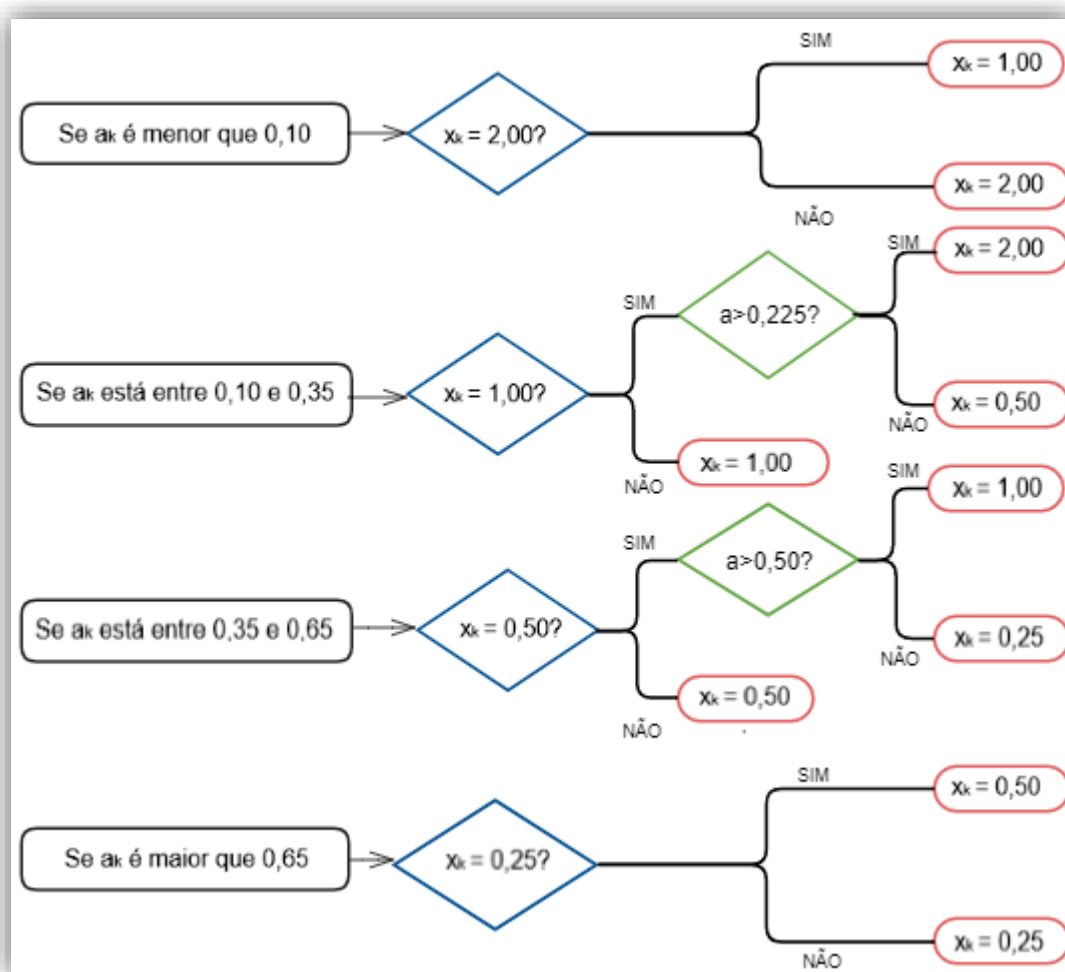 SIM
xk = 1,00
Se ak é menor que 0,10
xk = 2,00?
xk = 2,00
NÃO
SIM
xk = 2,00
SIM
a>0,225?
Se ak está entre 0,10 e 0,35
xk = 1,00?
xk = 0,50
NÃO
xk = 1,00
NÃO
SIM
xk = 1,00
SIM
a>0,50?
Se ak está entre 0,35 e 0,65
xk = 0,50?
xk = 0,25
NÃO
xk = 0,50
NÃO
SIM
xk = 0,50
Se ak é maior que 0,65
xk = 0,25?
xk = 0,25
NÃO